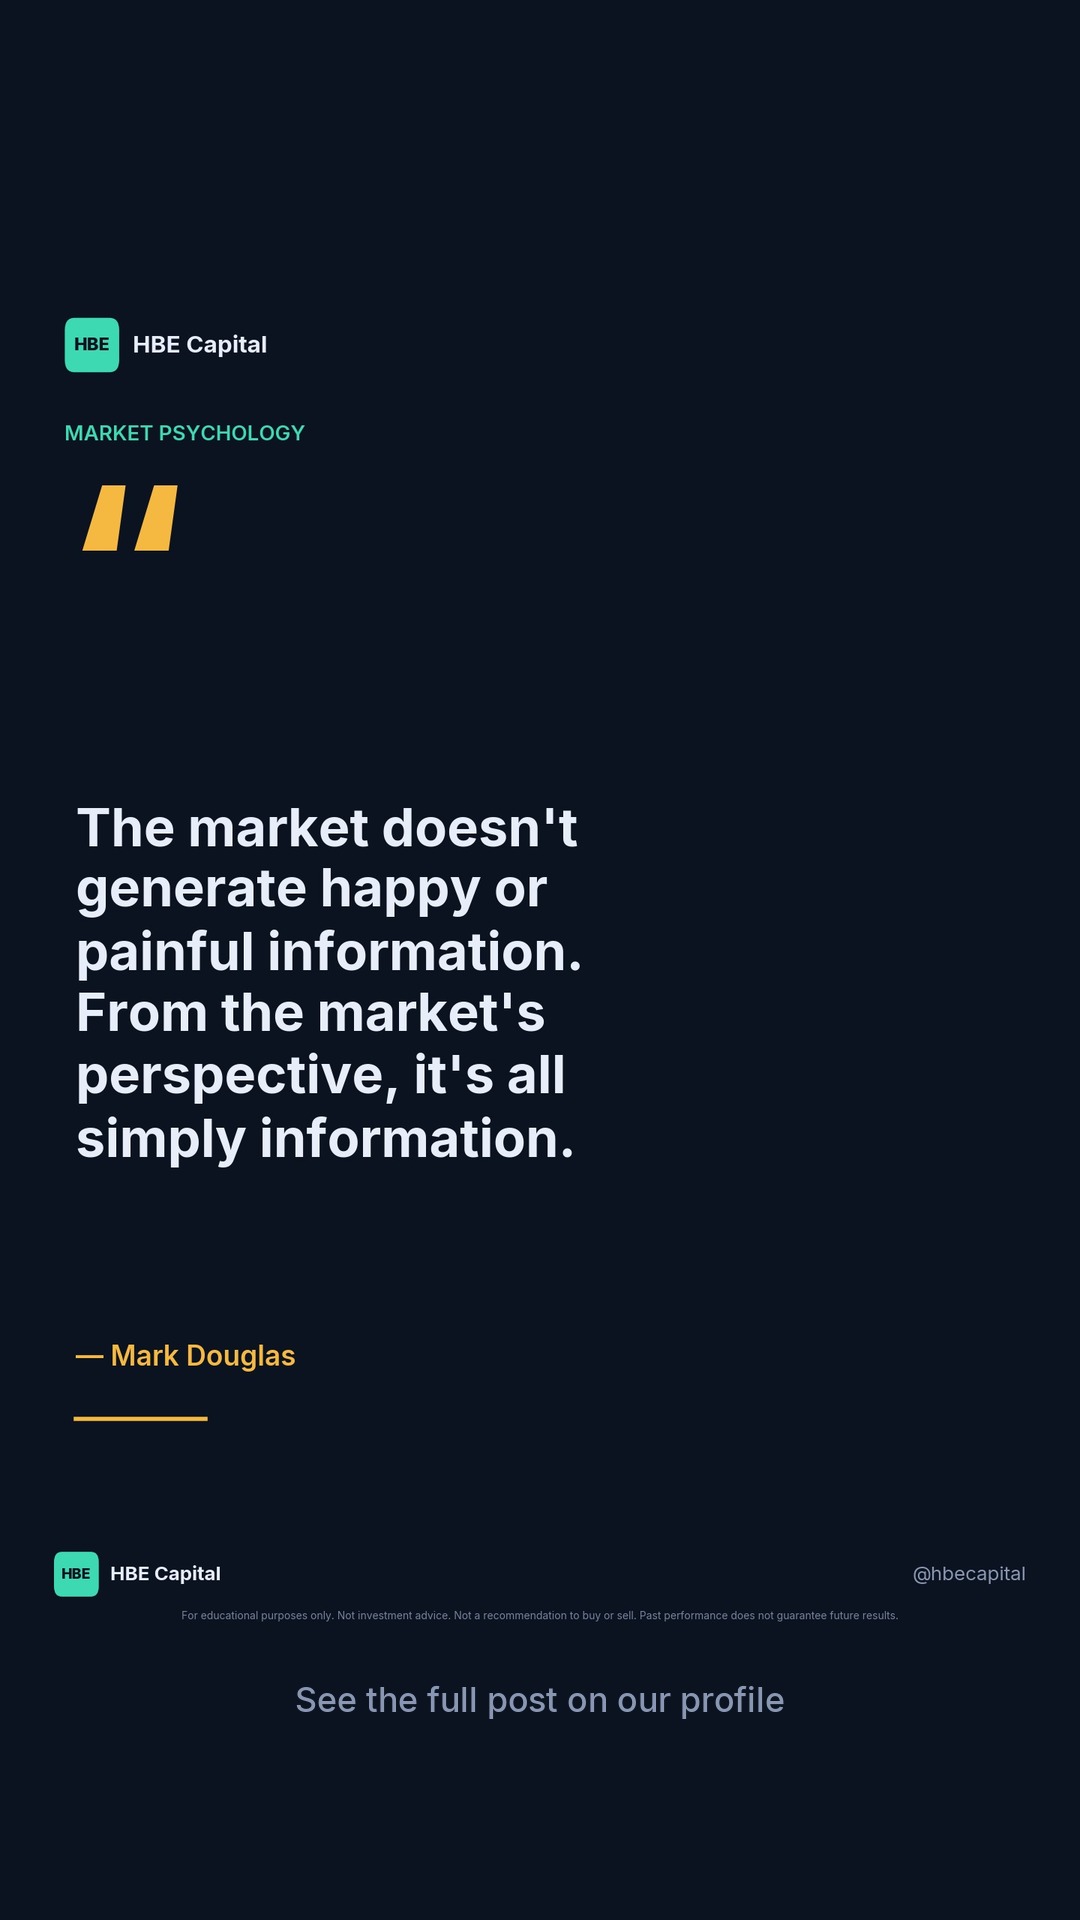 HBE HBE Capital
MARKET PSYCHOLOGY
"
The market doesn't
generate happy or
painful information.
From the market's
perspective, it's all
simply information.
— Mark Douglas
HBE HBE Capital @hbecapital
For educational purposes only. Not investment advice. Not a recommendation to buy or sell. Past performance does not guarantee future results.
See the full post on our profile